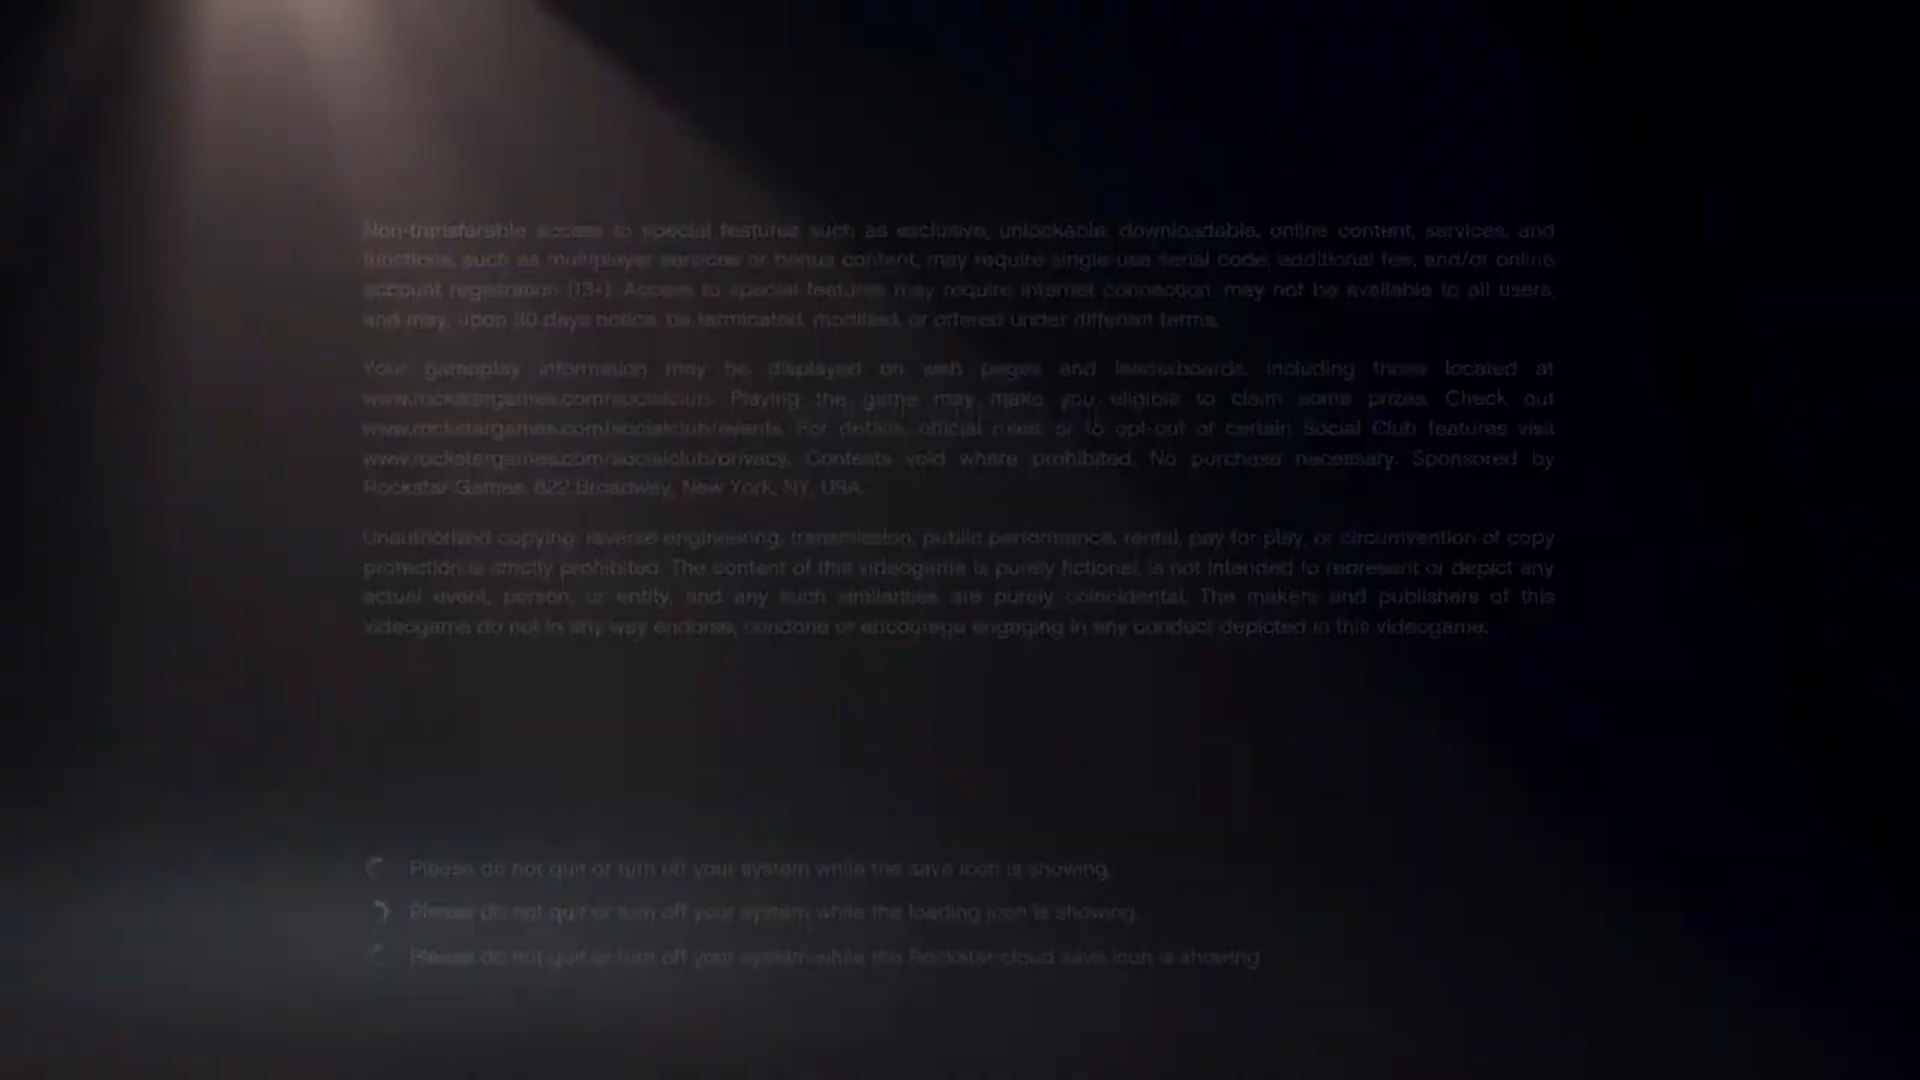 Non-transferable access to special features such as exclusive, unlockable, downloadable, online content, services, and
functions, such as multiplayer services or bonus content, may require single-use serial code, additional fee, and/or online
account registration (13+). Access to special features may require internet connection, may not be available to all users,
and may, upon 30 days notice, be terminated, modified, or offered under different terms.
Your gameplay information may be displayed on web pages and leaderboards, including those located at
www.rockstargames.com/socialclub. Playing the game may make you eligible to claim some prizes. Check out
www.rockstargames.com/socialclub/events. For details, official rules or to opt-out of certain Social Club features visit
www.rockstargames.com/socialclub/privacy. Contests void where prohibited. No purchase necessary. Sponsored by
Rockstar Games, 622 Broadway, New York, NY, USA.
Unauthorized copying, reverse engineering, transmission, public performance, rental, pay for play, or circumvention of copy
protection is strictly prohibited. The content of this videogame is purely fictional, is not intended to represent or depict any
actual event, person, or entity, and any such similarities are purely coincidental. The makers and publishers of this
videogame do not in any way endorse, condone or encourage engaging in any conduct depicted in this videogame.
Please do not quit or turn off your system while the save icon is showing.
Please do not quit or turn off your system while the loading icon is showing.
Please do not quit or turn off your system while the Rockstar cloud save icon is showing.